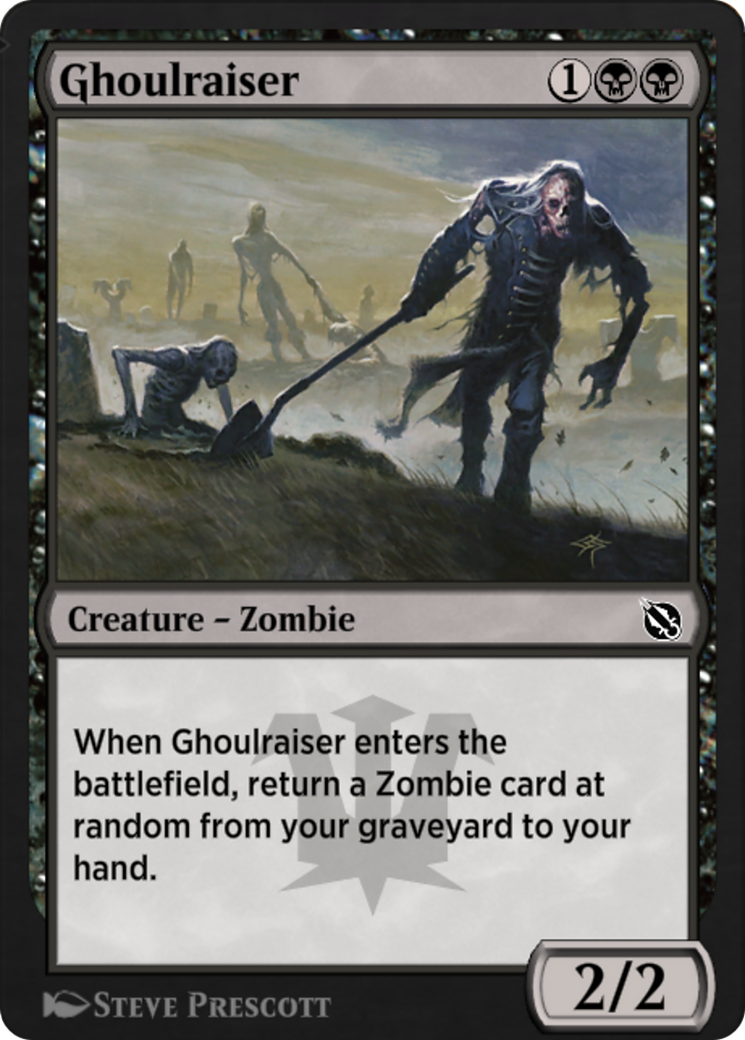 Ghoulraiser 1
Creature – Zombie
When Ghoulraiser enters the
battlefield, return a Zombie card at
random from your graveyard to your
hand.
2/2
Steve Prescott